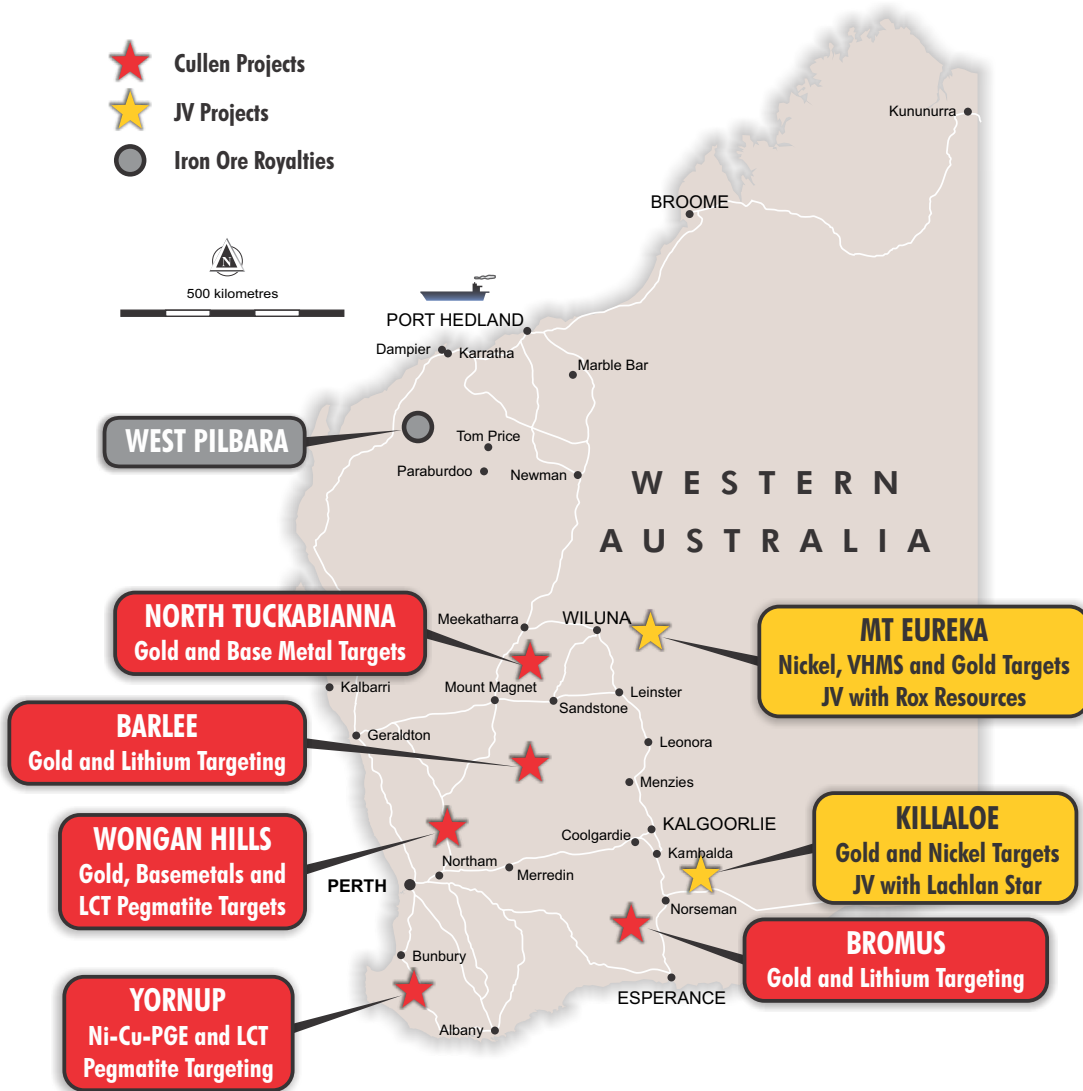 Cullen Projects
JV Projects
Iron Ore Royalties
N
500 kilometres
Kununurra
BROOME
PORT HEDLAND
Dampier
Karratha
Marble Bar
WEST PILBARA
Tom Price
Paraburdoo
Newman
WESTERN
AUSTRALIA
NORTH TUCKABIANNA
Gold and Base Metal Targets
Meekatharra
WILUNA
MT EUREKA
Nickel, VHMS and Gold Targets
JV with Rox Resources
Kalbarri
Mount Magnet
Sandstone
Leinster
BARLEE
Gold and Lithium Targeting
Geraldton
Leonora
Menzies
WONGAN HILLS
Gold, Basemetals and
LCT Pegmatite Targets
Coolgardie
KALGOORLIE
Kambalda
KILLALOE
Gold and Nickel Targets
JV with Lachlan Star
Northam
Merredin
PERTH
Norseman
BROMUS
Gold and Lithium Targeting
Bunbury
ESPERANCE
YORNUP
Ni-Cu-PGE and LCT
Pegmatite Targeting
Albany